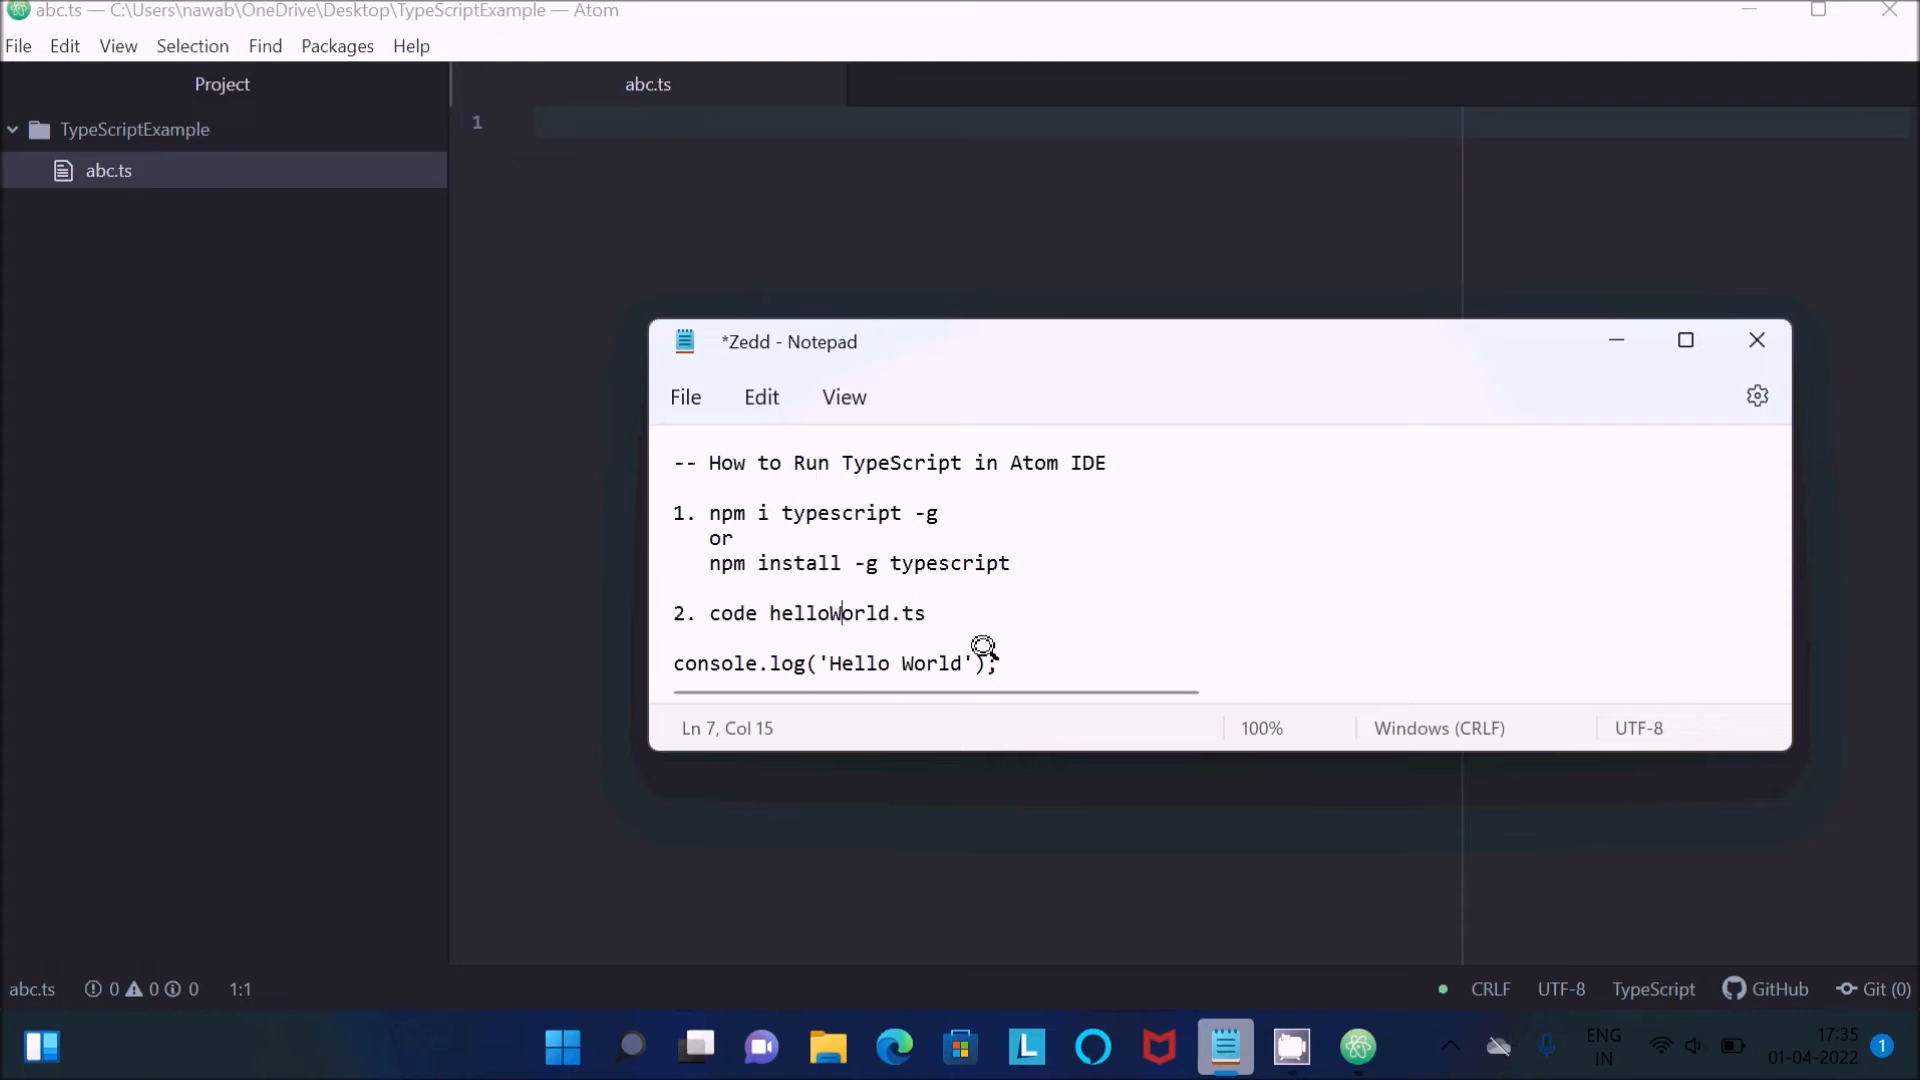 abc.ts — C:\Users\nawab\OneDrive\Desktop\TypeScriptExample — Atom
File Edit View Selection Find Packages Help
Project
abc.ts
TypeScriptExample
1
abc.ts
*Zedd - Notepad
File Edit View
-- How to Run TypeScript in Atom IDE
1. npm i typescript -g
or
npm install -g typescript
2. code helloWorld.ts
console.log('Hello World');
Ln 7, Col 15 100% Windows (CRLF) UTF-8
abc.ts 0 0 0 1:1 CRLF UTF-8 TypeScript GitHub Git (0)
L
ENG
IN
17:35
01-04-2022
1